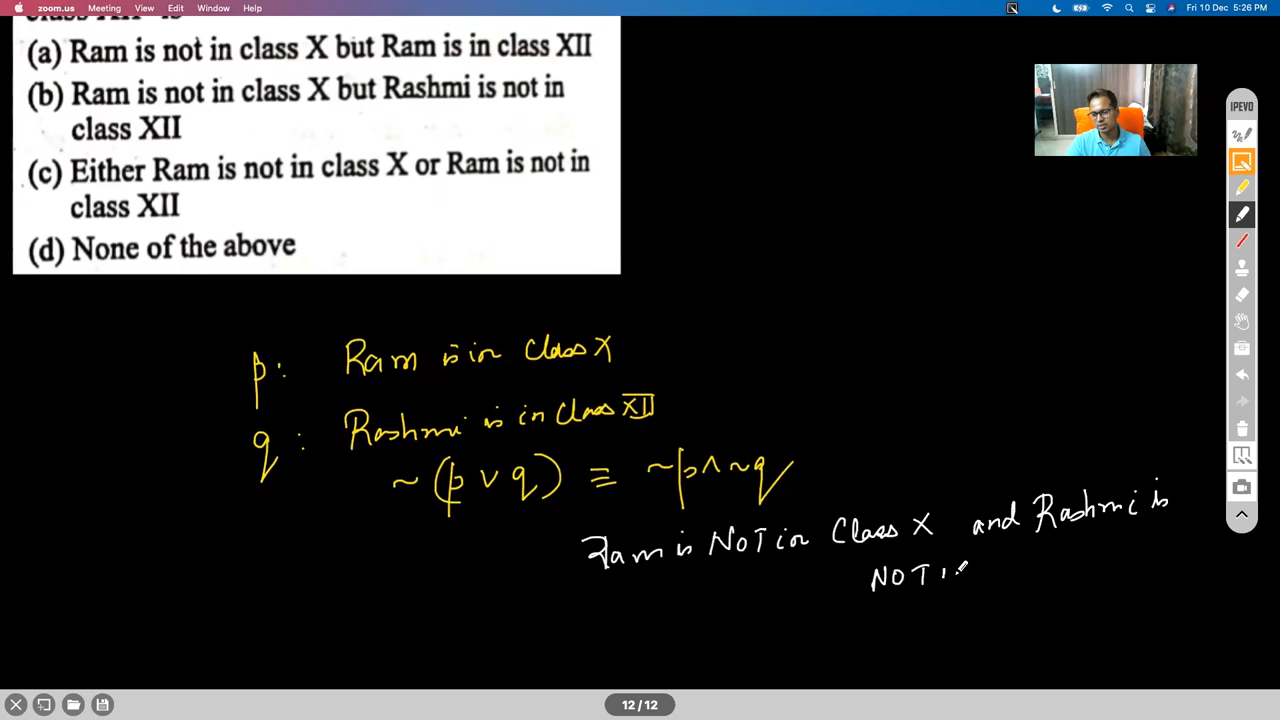 zoom.us Meeting View Edit Window Help Fri 10 Dec 5:26 PM
(a) Ram is not in class X but Ram is in class XII
(b) Ram is not in class X but Rashmi is not in
class XII
(c) Either Ram is not in class X or Ram is not in
class XII
(d) None of the above
IPEVO
p: Ram is in Class X
q: Rashmi is in Class XII
~(p ∨ q) ≡ ~p ∧ ~q
Ram is NOT in Class X and Rashmi is
NOT
12 / 12